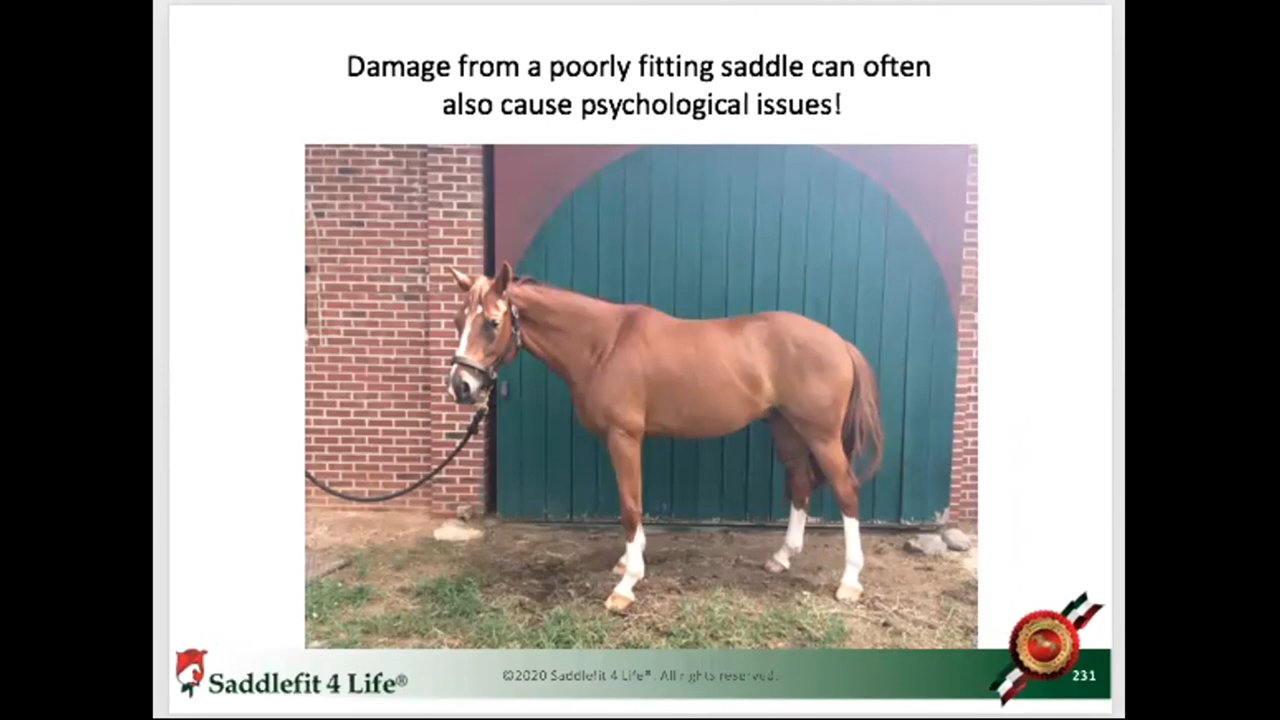 Damage from a poorly fitting saddle can often
also cause psychological issues!
Saddlefit 4 Life®
©2020 Saddlefit 4 Life®. All rights reserved.
231